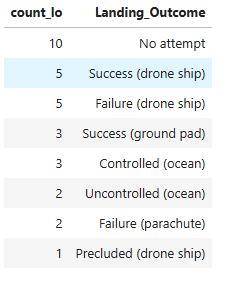 count_lo Landing_Outcome
10 No attempt
5 Success (drone ship)
5 Failure (drone ship)
3 Success (ground pad)
3 Controlled (ocean)
2 Uncontrolled (ocean)
2 Failure (parachute)
1 Precluded (drone ship)